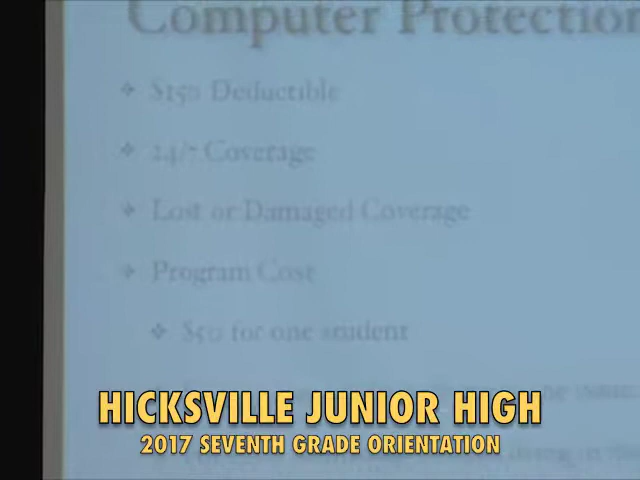 Computer Protection
❖ $150 Deductible
❖ 24/7 Coverage
❖ Lost or Damaged Coverage
❖ Program Cost
❖ $50 for one student
HICKSVILLE JUNIOR HIGH
2017 SEVENTH GRADE ORIENTATION